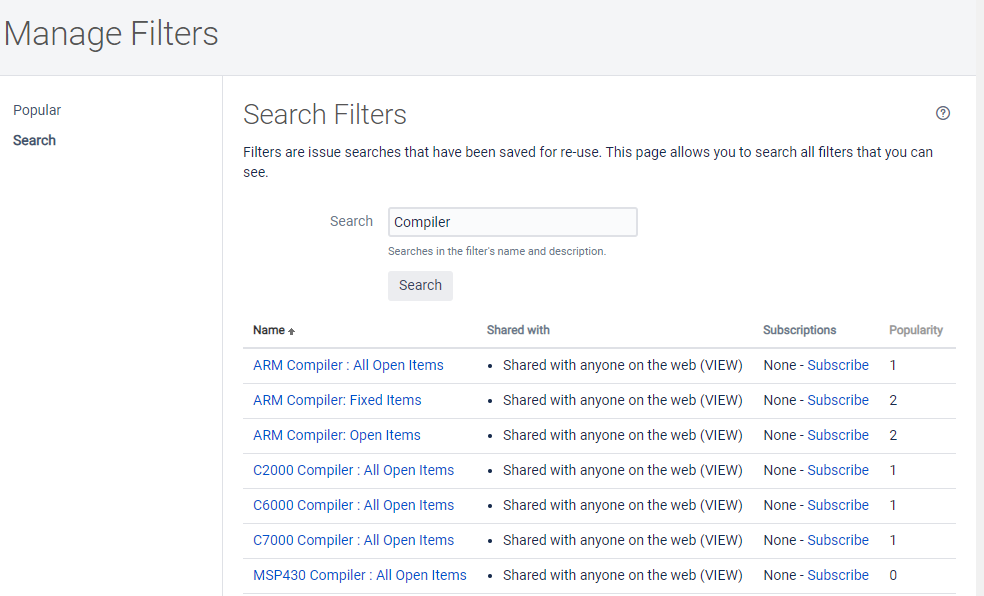 Manage Filters
Popular
Search
Search Filters
Filters are issue searches that have been saved for re-use. This page allows you to search all filters that you can
see.
Search Compiler
Searches in the filter's name and description.
Search
Name Shared with Subscriptions Popularity
ARM Compiler : All Open Items • Shared with anyone on the web (VIEW) None - Subscribe 1
ARM Compiler: Fixed Items • Shared with anyone on the web (VIEW) None - Subscribe 2
ARM Compiler: Open Items • Shared with anyone on the web (VIEW) None - Subscribe 2
C2000 Compiler : All Open Items • Shared with anyone on the web (VIEW) None - Subscribe 1
C6000 Compiler : All Open Items • Shared with anyone on the web (VIEW) None - Subscribe 1
C7000 Compiler : All Open Items • Shared with anyone on the web (VIEW) None - Subscribe 1
MSP430 Compiler : All Open Items • Shared with anyone on the web (VIEW) None - Subscribe 0